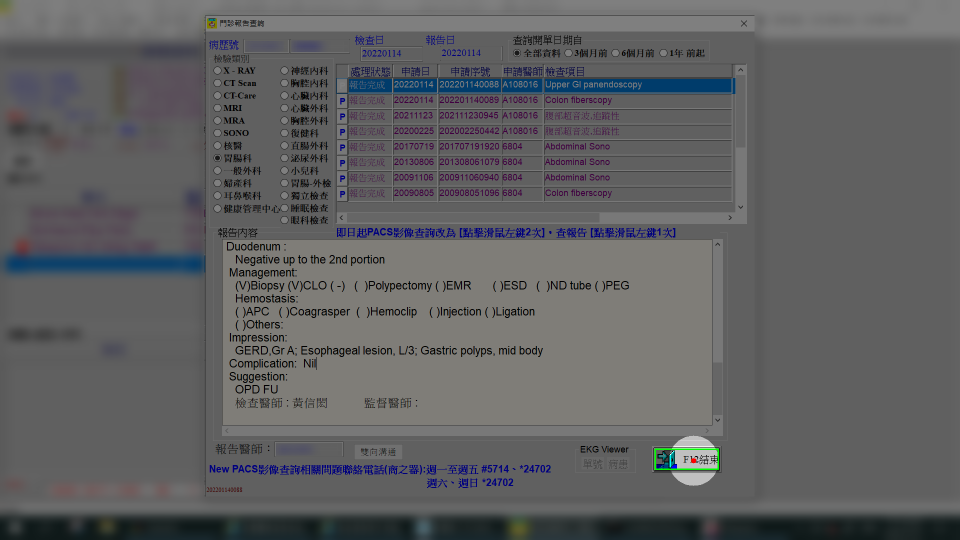 門診報告查詢
病歷號
檢查日 報告日
20220114 20220114
查詢開單日期自
全部資料 3個月前 6個月前 1年 前起
檢驗類別
X - RAY 神經內科
CT Scan 胸腔內科
CT-Care 心臟內科
MRI 心臟外科
MRA 胸腔外科
SONO 復健科
核醫 直腸外科
胃腸科 泌尿外科
一般外科 小兒科
婦產科 胃腸-外檢
耳鼻喉科 獨立檢查
健康管理中心 睡眠檢查
眼科檢查
處理狀態 申請日 申請序號 申請醫師 檢查項目
報告完成 20220114 202201140088 A108016 Upper GI panendoscopy
P 報告完成 20220114 202201140089 A108016 Colon fiberscopy
P 報告完成 20211123 202111230945 A108016 腹部超音波,追蹤性
P 報告完成 20200225 202002250442 A108016 腹部超音波,追蹤性
P 報告完成 20170719 201707191920 6804 Abdominal Sono
P 報告完成 20130806 201308061079 6804 Abdominal Sono
P 報告完成 20091106 200911060940 6804 Abdominal Sono
P 報告完成 20090805 200908051096 6804 Colon fiberscopy
報告內容
即日起PACS影像查詢改為 [點擊滑鼠左鍵2次]，查報告 [點擊滑鼠左鍵1次]
Duodenum :
Negative up to the 2nd portion
Management:
(V)Biopsy (V)CLO ( -) ( )Polypectomy ( )EMR ( )ESD ( )ND tube ( )PEG
Hemostasis:
( )APC ( )Coagrasper ( )Hemoclip ( )Injection ( )Ligation
( )Others:
Impression:
GERD,Gr A; Esophageal lesion, L/3; Gastric polyps, mid body
Complication: Nil
Suggestion:
OPD FU
檢查醫師 : 黃信閎 監督醫師 :
報告醫師：
雙向溝通
EKG Viewer
單號 病患
F12結束
New PACS影像查詢相關問題聯絡電話(商之器):週一至週五 #5714、*24702
週六、週日 *24702
202201140088